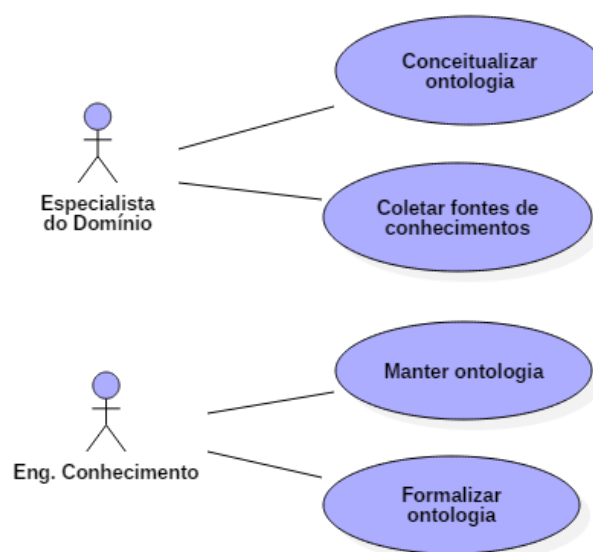 Conceitualizar
ontologia
Especialista
do Domínio
Coletar fontes de
conhecimentos
Manter ontologia
Eng. Conhecimento
Formalizar
ontologia